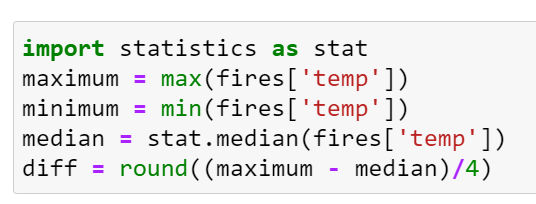 import statistics as stat
maximum = max(fires['temp'])
minimum = min(fires['temp'])
median = stat.median(fires['temp'])
diff = round((maximum - median)/4)